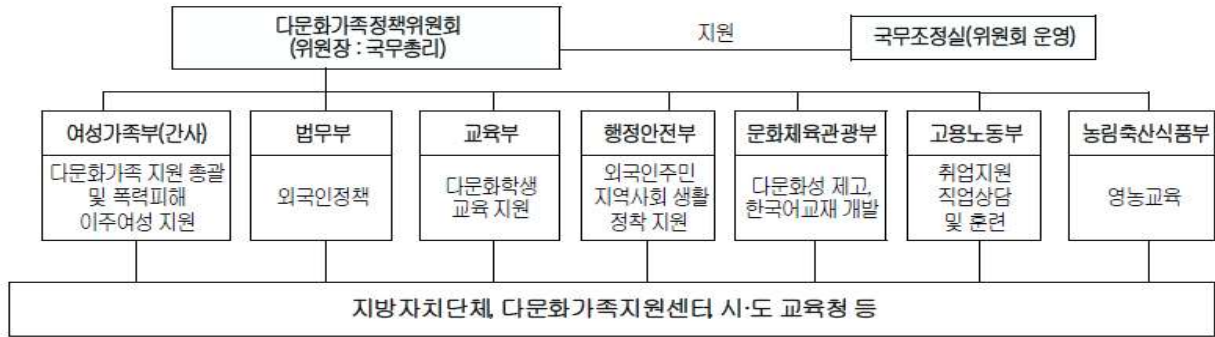 다문화가족정책위원회
(위원장 : 국무총리)
지원
국무조정실(위원회 운영)
여성가족부(간사)
다문화가족 지원 총괄
및 폭력피해
이주여성 지원
법무부
외국인정책
교육부
다문화학생
교육 지원
행정안전부
외국인주민
지역사회 생활
정착 지원
문화체육관광부
다문화성 제고,
한국어교재 개발
고용노동부
취업지원
직업상담
및 훈련
농림축산식품부
영농교육
지방자치단체, 다문화가족지원센터, 시·도 교육청 등